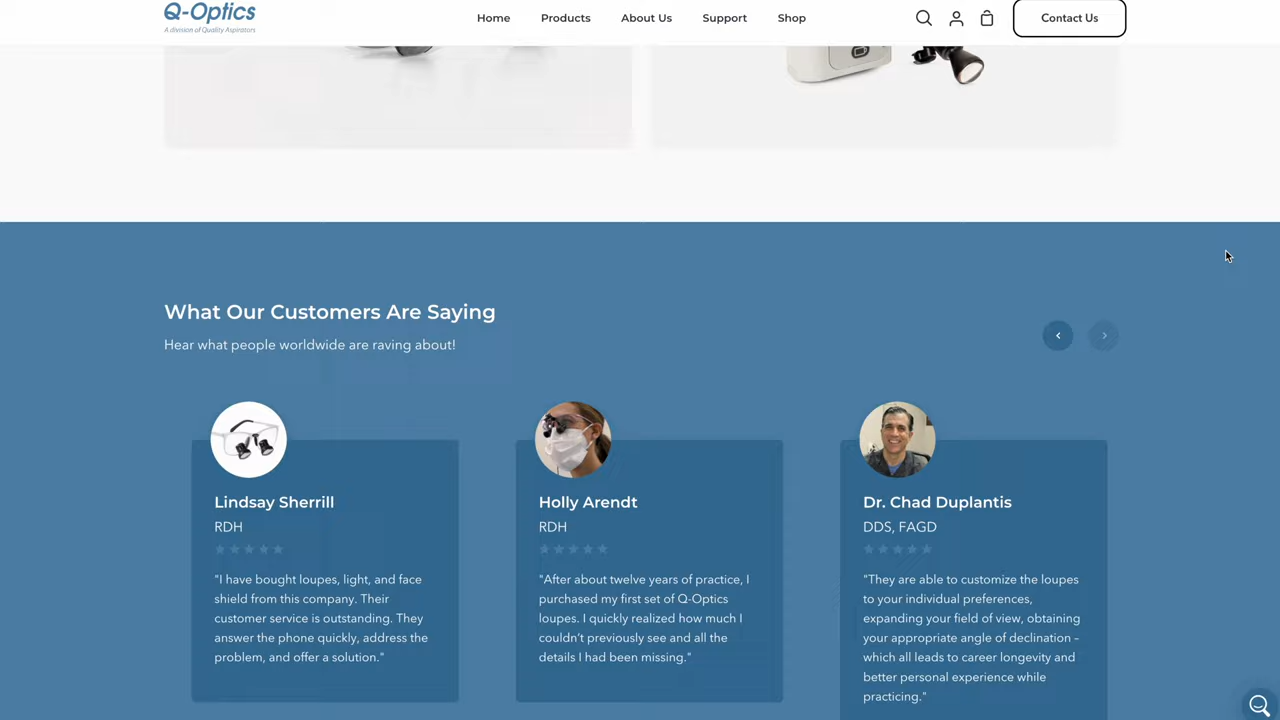 Q-Optics
A division of Quality Aspirators
Home
Products
About Us
Support
Shop
Contact Us
What Our Customers Are Saying
Hear what people worldwide are raving about!
Lindsay Sherrill
RDH
"I have bought loupes, light, and face
shield from this company. Their
customer service is outstanding. They
answer the phone quickly, address the
problem, and offer a solution."
Holly Arendt
RDH
"After about twelve years of practice, I
purchased my first set of Q-Optics
loupes. I quickly realized how much I
couldn't previously see and all the
details I had been missing."
Dr. Chad Duplantis
DDS, FAGD
"They are able to customize the loupes
to your individual preferences,
expanding your field of view, obtaining
your appropriate angle of declination –
which all leads to career longevity and
better personal experience while
practicing."